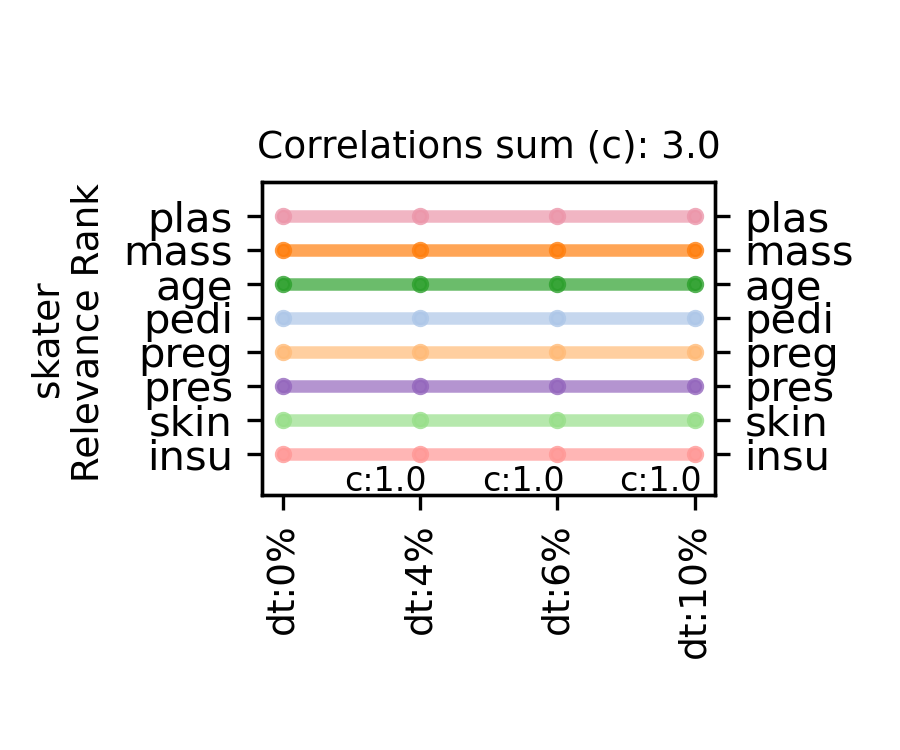 Correlations sum (c): 3.0
skater
Relevance Rank
plas
mass
age
pedi
preg
pres
skin
insu
plas
mass
age
pedi
preg
pres
skin
insu
c:1.0
c:1.0
c:1.0
dt:0%
dt:4%
dt:6%
dt:10%